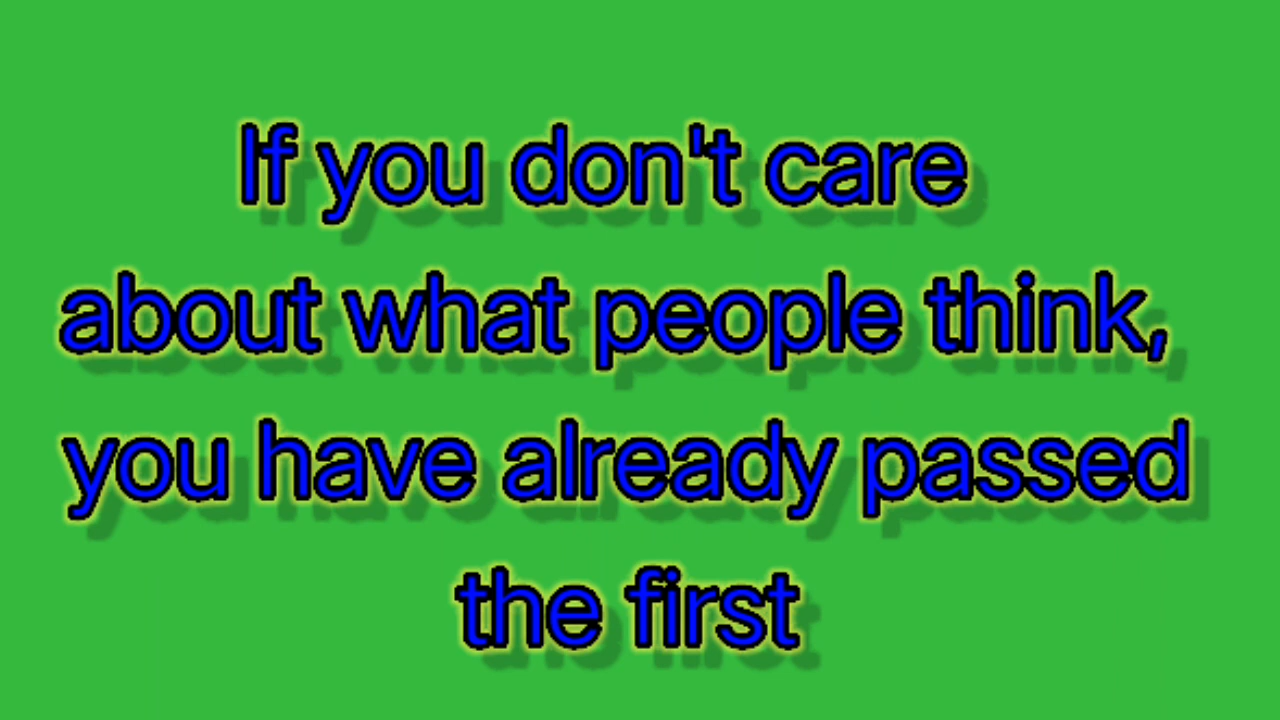 If you don't care
about what people think,
you have already passed
the first